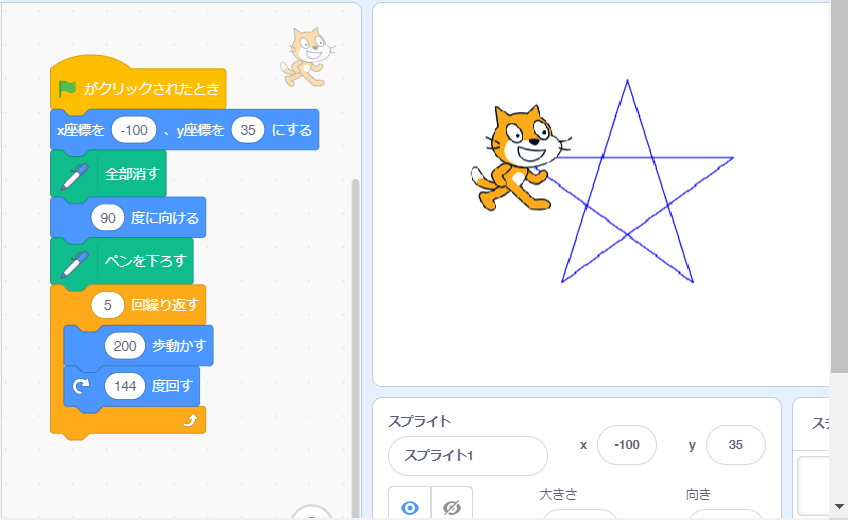 がクリックされたとき
x座標を -100 、y座標を 35 にする
全部消す
90 度に向ける
ペンを下ろす
5 回繰り返す
200 歩動かす
144 度回す
スプライト
スプライト1
x -100 y 35
大きさ 向き